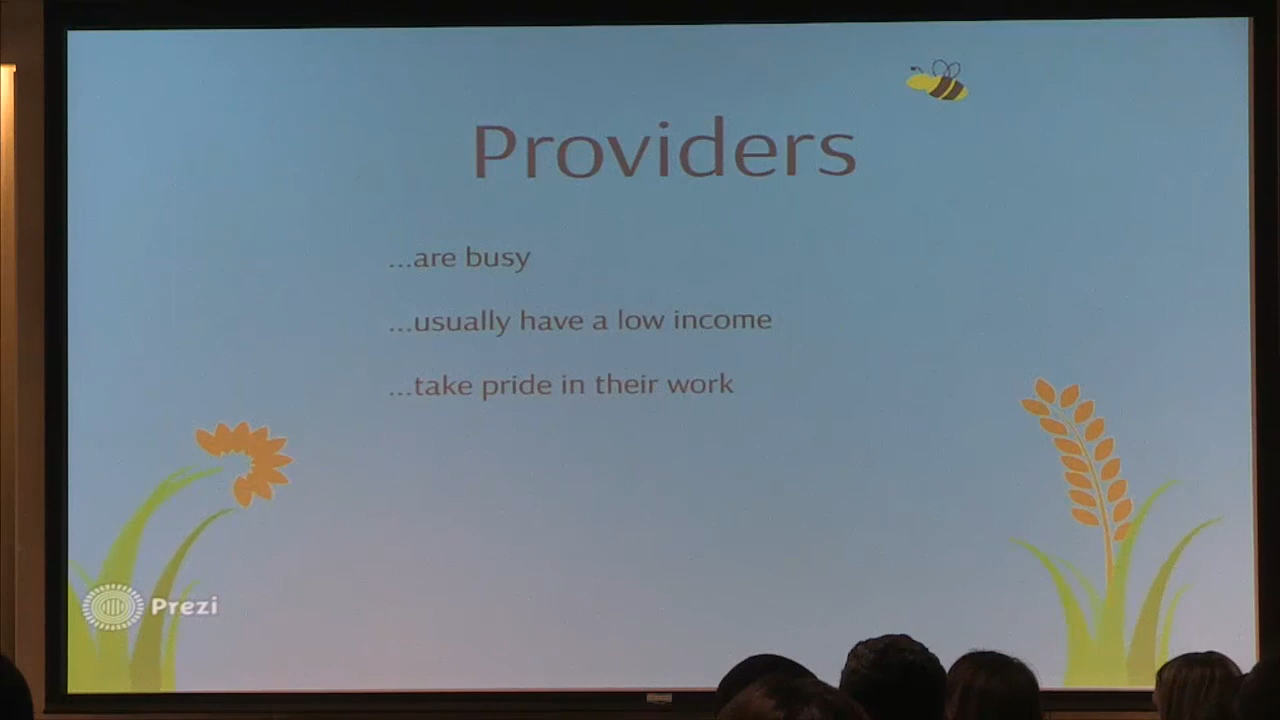 Providers
...are busy
...usually have a low income
...take pride in their work
Prezi